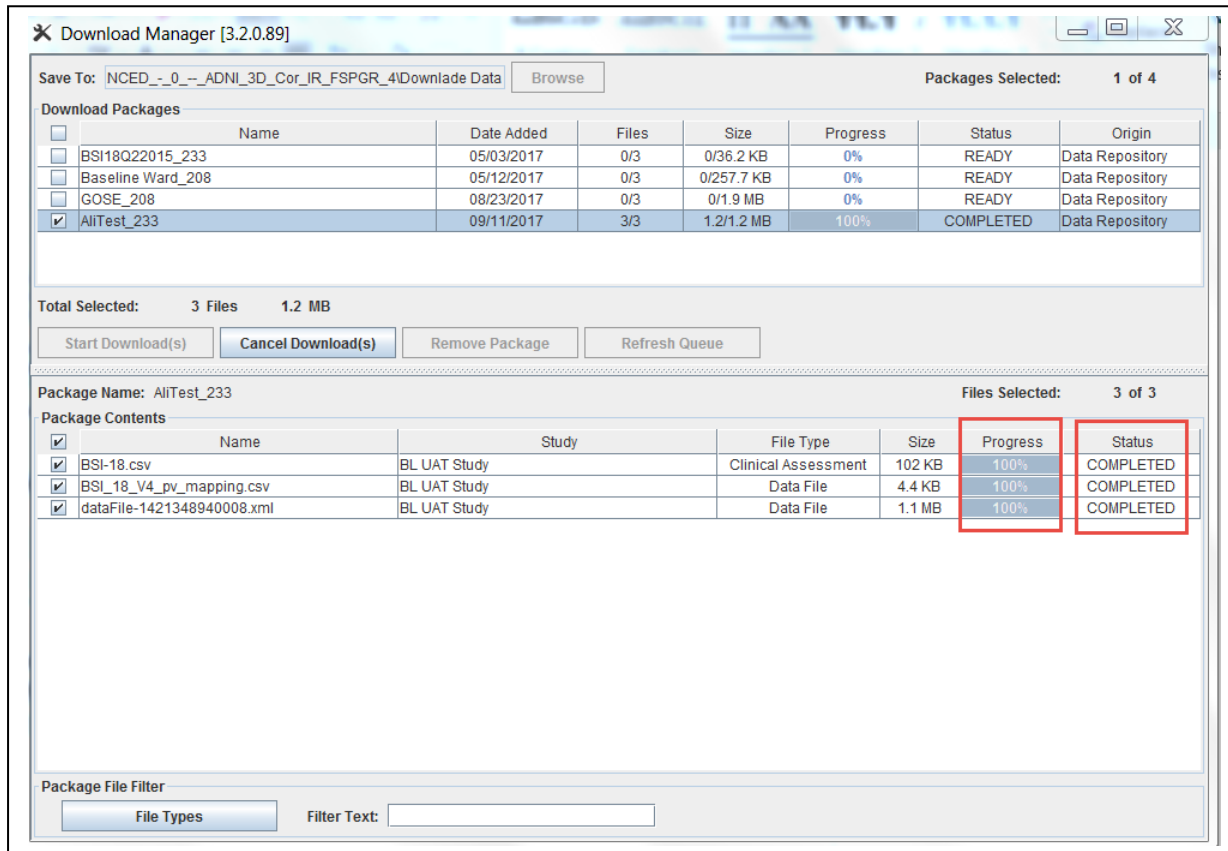 Download Manager [3.2.0.89]
Save To: NCED_-_0_--_ADNI_3D_Cor_IR_FSPGR_4\Downlade Data Browse Packages Selected: 1 of 4
Download Packages
Name Date Added Files Size Progress Status Origin
BSI18Q22015_233 05/03/2017 0/3 0/36.2 KB 0% READY Data Repository
Baseline Ward_208 05/12/2017 0/3 0/257.7 KB 0% READY Data Repository
GOSE_208 08/23/2017 0/3 0/1.9 MB 0% READY Data Repository
AliTest_233 09/11/2017 3/3 1.2/1.2 MB 100% COMPLETED Data Repository
Total Selected: 3 Files 1.2 MB
Start Download(s) Cancel Download(s) Remove Package Refresh Queue
Package Name: AliTest_233 Files Selected: 3 of 3
Package Contents
Name Study File Type Size Progress Status
BSI-18.csv BL UAT Study Clinical Assessment 102 KB 100% COMPLETED
BSI_18_V4_pv_mapping.csv BL UAT Study Data File 4.4 KB 100% COMPLETED
dataFile-1421348940008.xml BL UAT Study Data File 1.1 MB 100% COMPLETED
Package File Filter
File Types Filter Text: